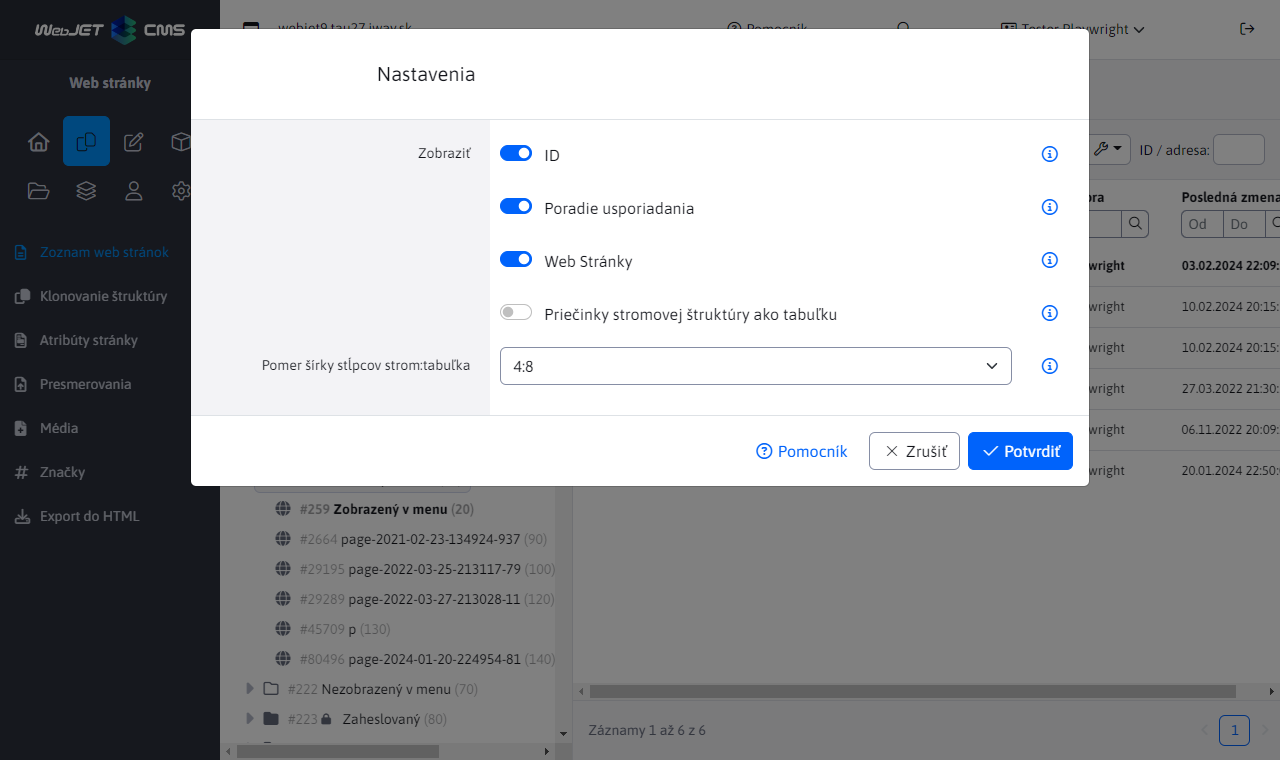 WebJET CMS
webjet9.tau27.iway.sk
Pomocník
Tester Playwright
Web stránky
Zoznam web stránok
Klonovanie štruktúry
Atribúty stránky
Presmerovania
Média
Značky
Export do HTML
Nastavenia
Zobraziť
ID
Poradie usporiadania
Web Stránky
Priečinky stromovej štruktúry ako tabuľku
Pomer šírky stĺpcov strom:tabuľka
4:8
Pomocník
Zrušiť
Potvrdiť
ID / adresa:
Posledná zmena
Od
Do
wright
03.02.2024 22:09:
wright
10.02.2024 20:15:
wright
10.02.2024 20:15:
wright
27.03.2022 21:30:
wright
06.11.2022 20:09:
wright
20.01.2024 22:50:
#259 Zobrazený v menu (20)
#2664 page-2021-02-23-134924-937 (90)
#29195 page-2022-03-25-213117-79 (100)
#29289 page-2022-03-27-213028-11 (120)
#45709 p (130)
#80496 page-2024-01-20-224954-81 (140)
#222 Nezobrazený v menu (70)
#223 Zaheslovaný (80)
Záznamy 1 až 6 z 6
1